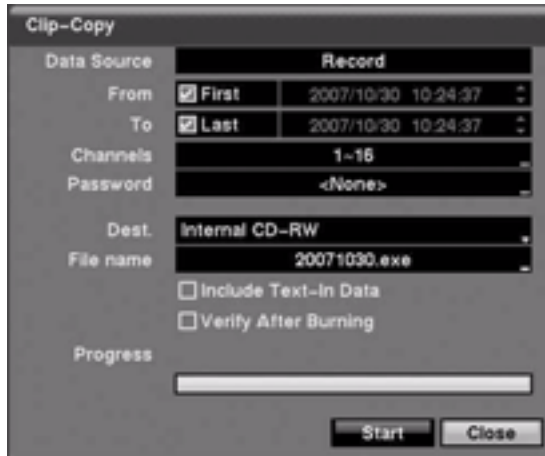 Clip-Copy
Data Source Record
From First 2007/10/30 10:24:37
To Last 2007/10/30 10:24:37
Channels 1~16
Password <None>
Dest. Internal CD-RW
File name 20071030.exe
Include Text-In Data
Verify After Burning
Progress
Start Close